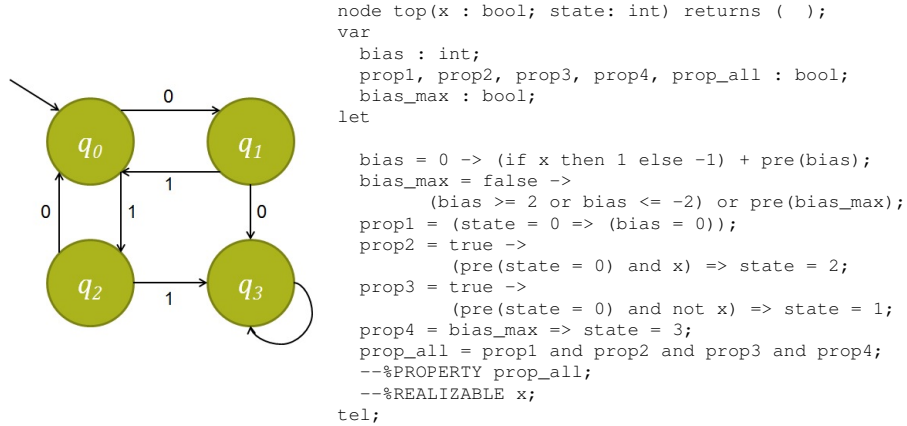 0
q0
q1
1
0
1
0
q2
1
q3
node top(x : bool; state: int) returns (  );
var
  bias : int;
  prop1, prop2, prop3, prop4, prop_all : bool;
  bias_max : bool;
let
  bias = 0 -> (if x then 1 else -1) + pre(bias);
  bias_max = false ->
        (bias >= 2 or bias <= -2) or pre(bias_max);
  prop1 = (state = 0 => (bias = 0));
  prop2 = true ->
          (pre(state = 0) and x) => state = 2;
  prop3 = true ->
          (pre(state = 0) and not x) => state = 1;
  prop4 = bias_max => state = 3;
  prop_all = prop1 and prop2 and prop3 and prop4;
  --%PROPERTY prop_all;
  --%REALIZABLE x;
tel;